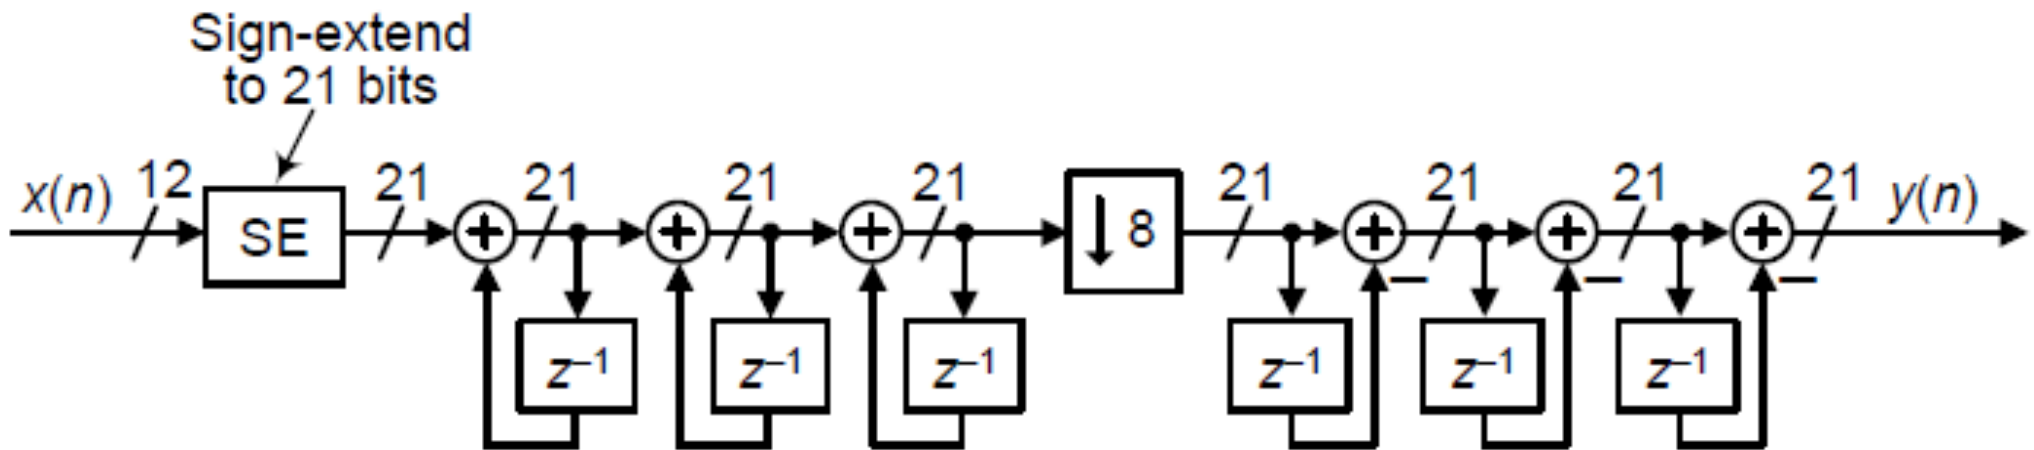 Sign-extend
to 21 bits
x(n) 12 SE 21 21 21 21 ↓ 8 21 21 21 21 y(n)
+ + + + + +
– – –
z–1 z–1 z–1 z–1 z–1 z–1